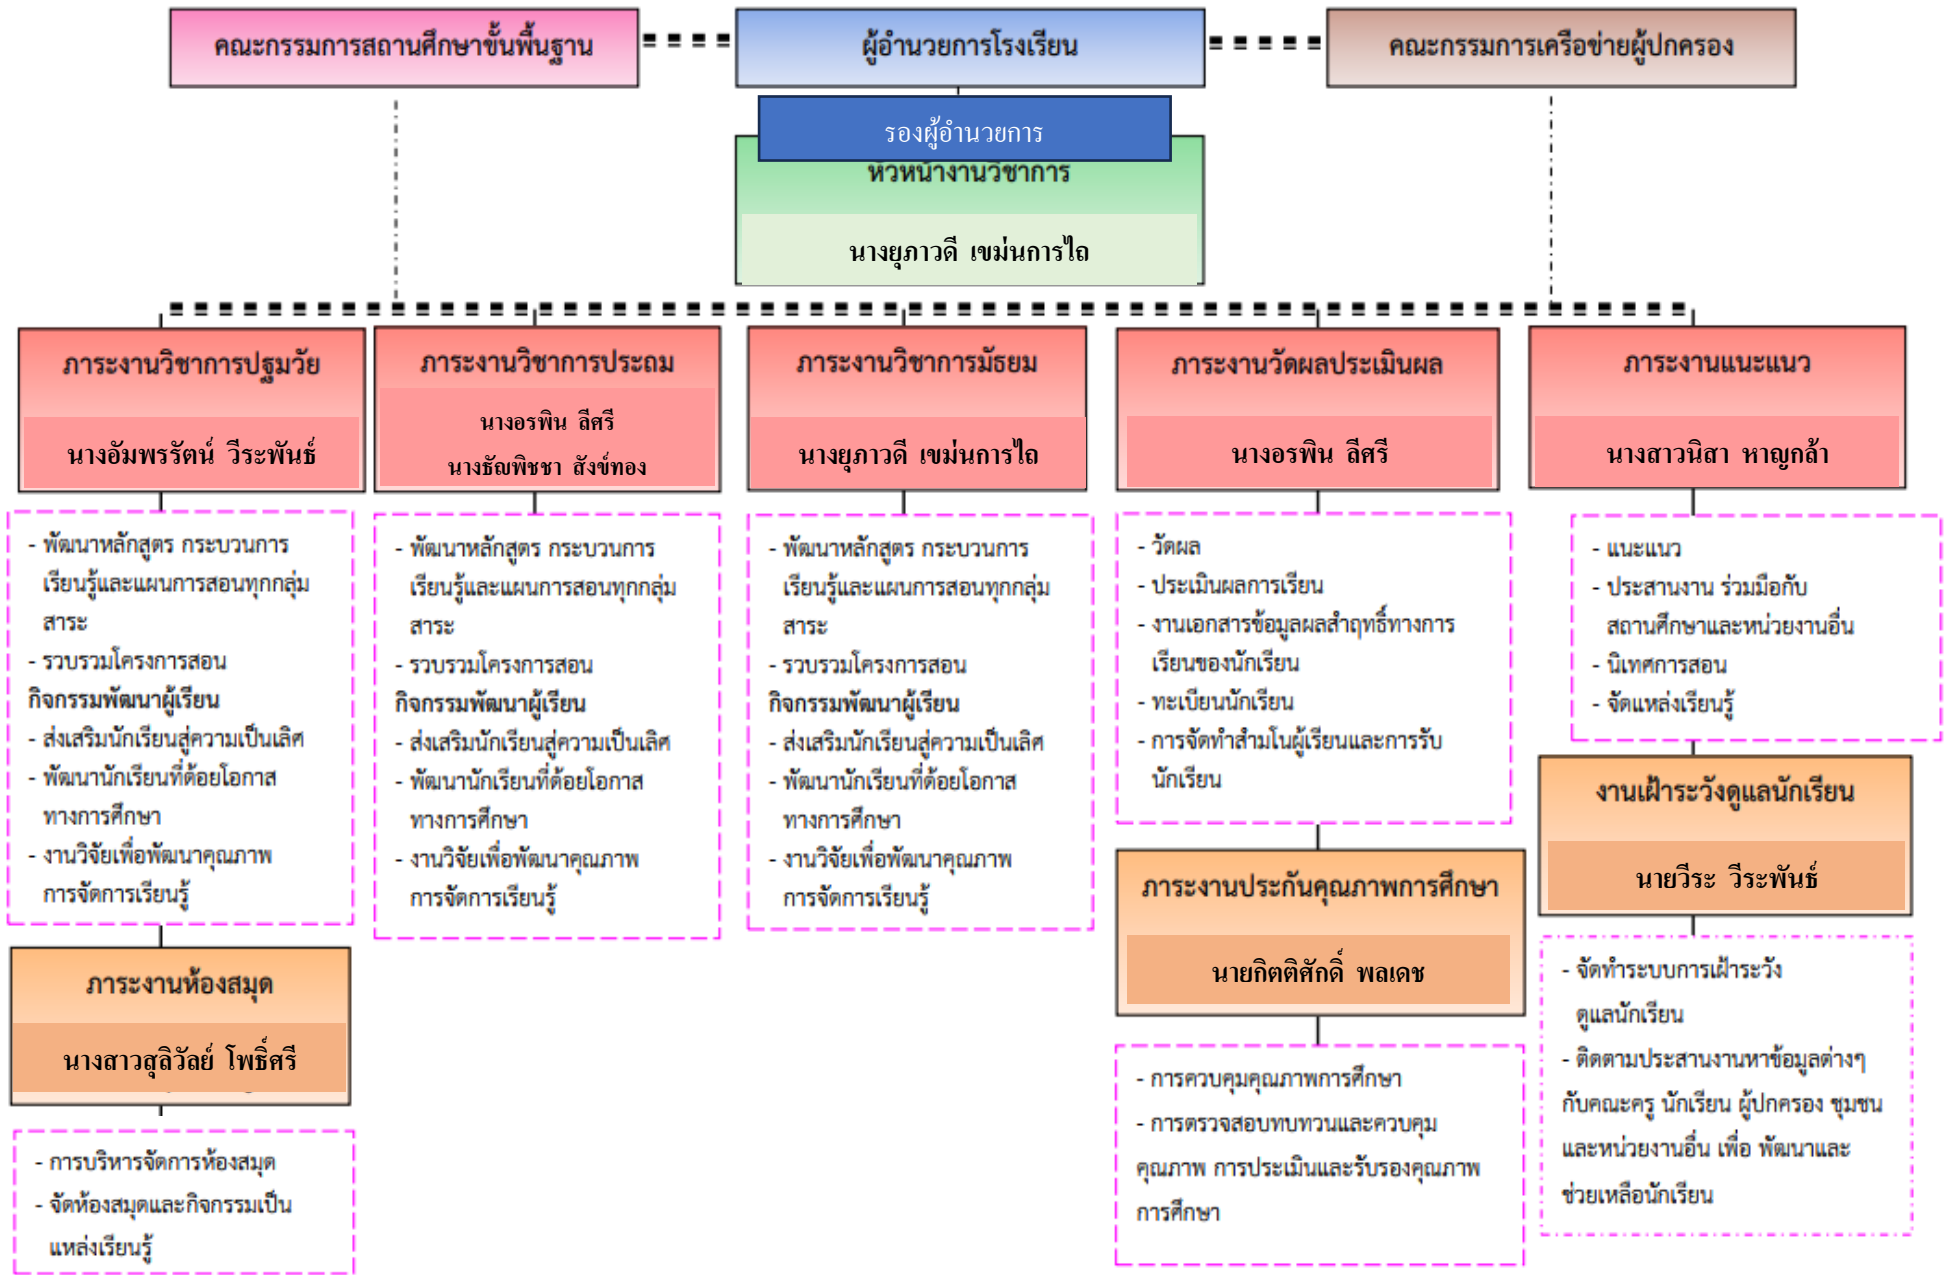 คณะกรรมการสถานศึกษาขั้นพื้นฐาน
ผู้อำนวยการโรงเรียน
คณะกรรมการเครือข่ายผู้ปกครอง
รองผู้อำนวยการ
หัวหน้างานวิชาการ
นางยุภาวดี เขม่นการไถ
ภาระงานวิชาการปฐมวัย
นางอัมพรรัตน์ วีระพันธ์
- พัฒนาหลักสูตร กระบวนการ
เรียนรู้และแผนการสอนทุกกลุ่ม
สาระ
- รวบรวมโครงการสอน
กิจกรรมพัฒนาผู้เรียน
- ส่งเสริมนักเรียนสู่ความเป็นเลิศ
- พัฒนานักเรียนที่ด้อยโอกาส
ทางการศึกษา
- งานวิจัยเพื่อพัฒนาคุณภาพ
การจัดการเรียนรู้
ภาระงานห้องสมุด
นางสาวสุลิวัลย์ โพธิ์ศรี
- การบริหารจัดการห้องสมุด
- จัดห้องสมุดและกิจกรรมเป็น
แหล่งเรียนรู้
ภาระงานวิชาการประถม
นางอรพิน ลีศรี
นางธัญพิชชา สังข์ทอง
- พัฒนาหลักสูตร กระบวนการ
เรียนรู้และแผนการสอนทุกกลุ่ม
สาระ
- รวบรวมโครงการสอน
กิจกรรมพัฒนาผู้เรียน
- ส่งเสริมนักเรียนสู่ความเป็นเลิศ
- พัฒนานักเรียนที่ด้อยโอกาส
ทางการศึกษา
- งานวิจัยเพื่อพัฒนาคุณภาพ
การจัดการเรียนรู้
ภาระงานวิชาการมัธยม
นางยุภาวดี เขม่นการไถ
- พัฒนาหลักสูตร กระบวนการ
เรียนรู้และแผนการสอนทุกกลุ่ม
สาระ
- รวบรวมโครงการสอน
กิจกรรมพัฒนาผู้เรียน
- ส่งเสริมนักเรียนสู่ความเป็นเลิศ
- พัฒนานักเรียนที่ด้อยโอกาส
ทางการศึกษา
- งานวิจัยเพื่อพัฒนาคุณภาพ
การจัดการเรียนรู้
ภาระงานวัดผลประเมินผล
นางอรพิน ลีศรี
- วัดผล
- ประเมินผลการเรียน
- งานเอกสารข้อมูลผลสำฤทธิ์ทางการ
เรียนของนักเรียน
- ทะเบียนนักเรียน
- การจัดทำสำมโนผู้เรียนและการรับ
นักเรียน
ภาระงานประกันคุณภาพการศึกษา
นายกิตติศักดิ์ พลเดช
- การควบคุมคุณภาพการศึกษา
- การตรวจสอบทบทวนและควบคุม
คุณภาพ การประเมินและรับรองคุณภาพ
การศึกษา
ภาระงานแนะแนว
นางสาวนิสา หาญกล้า
- แนะแนว
- ประสานงาน ร่วมมือกับ
สถานศึกษาและหน่วยงานอื่น
- นิเทศการสอน
- จัดแหล่งเรียนรู้
งานเฝ้าระวังดูแลนักเรียน
นายวีระ วีระพันธ์
- จัดทำระบบการเฝ้าระวัง
ดูแลนักเรียน
- ติดตามประสานงานหาข้อมูลต่างๆ
กับคณะครู นักเรียน ผู้ปกครอง ชุมชน
และหน่วยงานอื่น เพื่อ พัฒนาและ
ช่วยเหลือนักเรียน